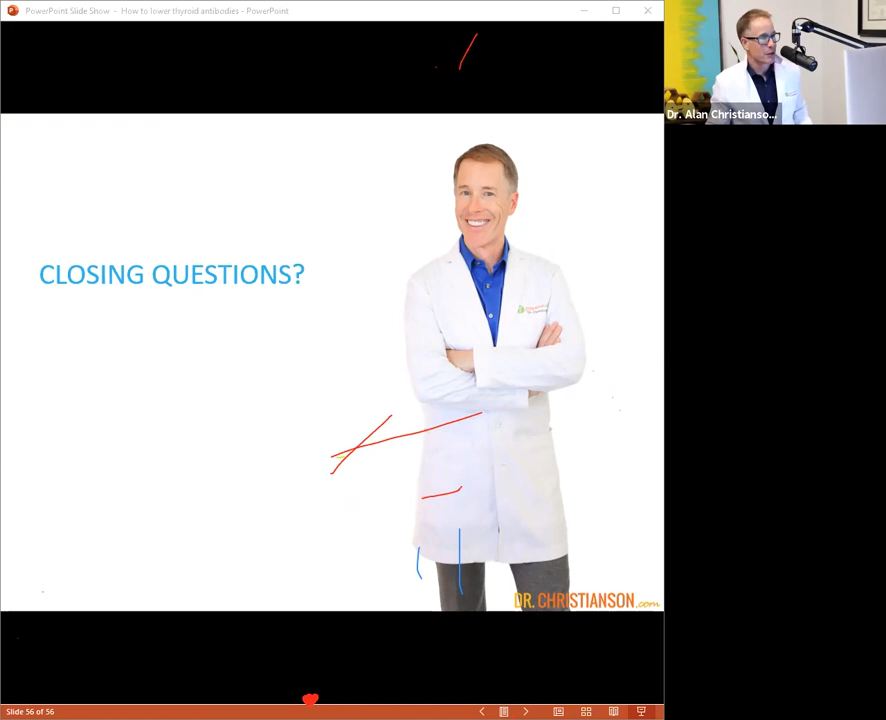 PowerPoint Slide Show - How to lower thyroid antibodies - PowerPoint
Dr. Alan Christianso...
CLOSING QUESTIONS?
DR. CHRISTIANSON.com
Slide 56 of 56